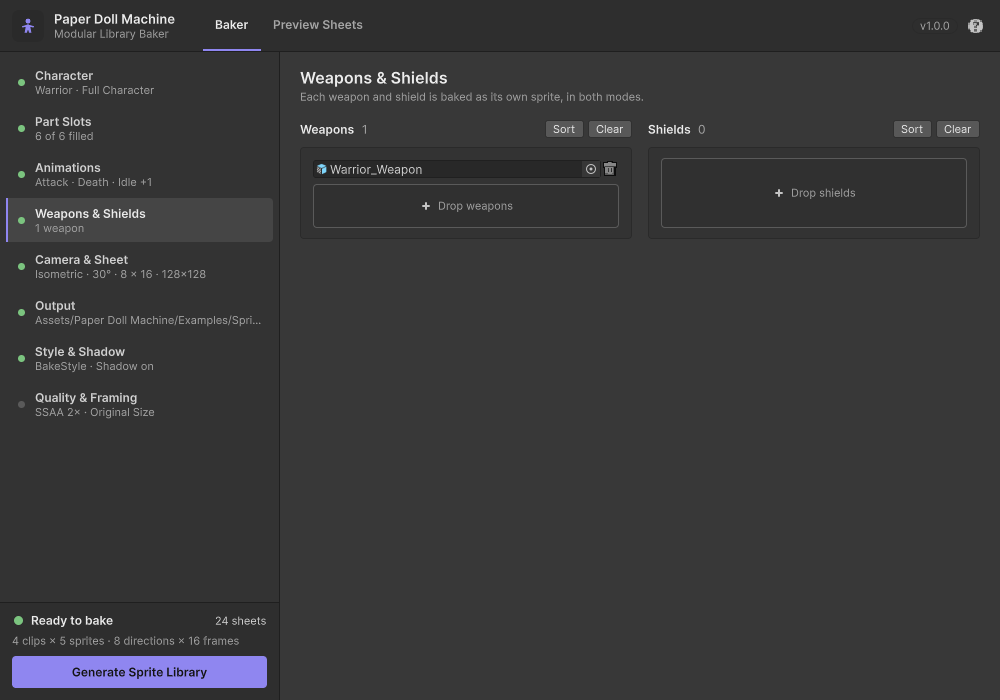 Paper Doll Machine
Modular Library Baker
Baker
Preview Sheets
v1.0.0
?
Character
Warrior · Full Character
Part Slots
6 of 6 filled
Animations
Attack · Death · Idle +1
Weapons & Shields
1 weapon
Camera & Sheet
Isometric · 30° · 8 × 16 · 128×128
Output
Assets/Paper Doll Machine/Examples/Spri...
Style & Shadow
BakeStyle · Shadow on
Quality & Framing
SSAA 2× · Original Size
Ready to bake
24 sheets
4 clips × 5 sprites · 8 directions × 16 frames
Generate Sprite Library
Weapons & Shields
Each weapon and shield is baked as its own sprite, in both modes.
Weapons 1
Sort
Clear
Warrior_Weapon
+ Drop weapons
Shields 0
Sort
Clear
+ Drop shields